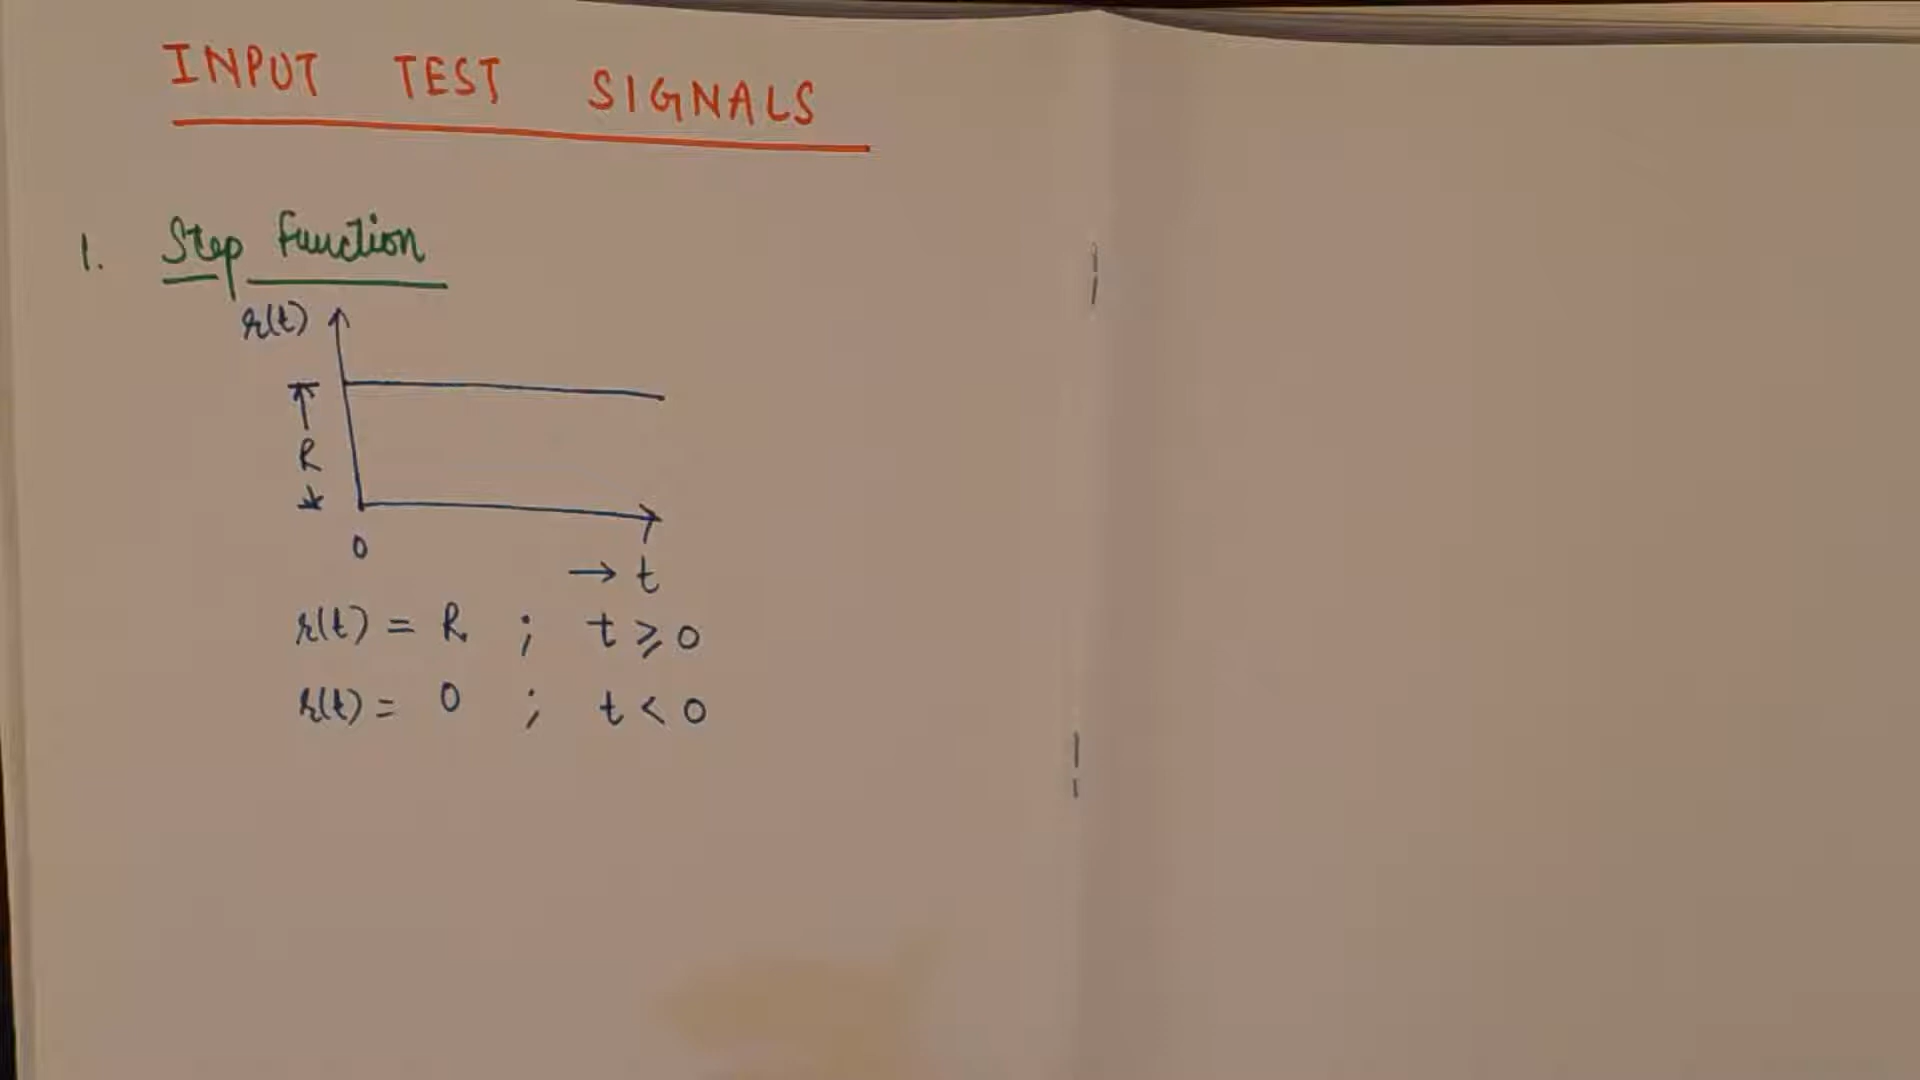 INPUT TEST SIGNALS
1. Step function
r(t)
R
0
→ t
r(t) = R ; t ≥ 0
r(t) = 0 ; t < 0